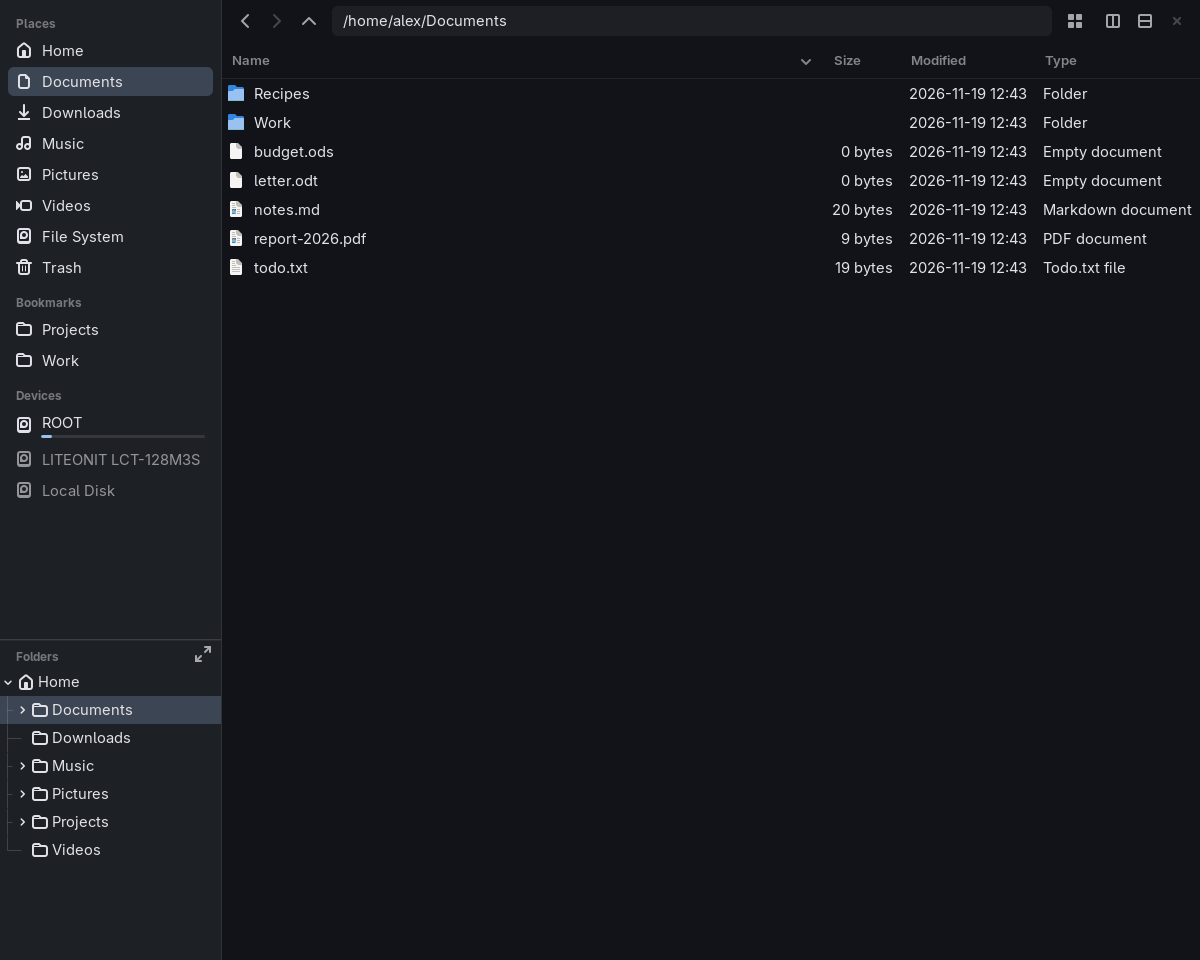 Places
Home
Documents
Downloads
Music
Pictures
Videos
File System
Trash
Bookmarks
Projects
Work
Devices
ROOT
LITEONIT LCT-128M3S
Local Disk
Folders
Home
Documents
Downloads
Music
Pictures
Projects
Videos
/home/alex/Documents
Name Size Modified Type
Recipes 2026-11-19 12:43 Folder
Work 2026-11-19 12:43 Folder
budget.ods 0 bytes 2026-11-19 12:43 Empty document
letter.odt 0 bytes 2026-11-19 12:43 Empty document
notes.md 20 bytes 2026-11-19 12:43 Markdown document
report-2026.pdf 9 bytes 2026-11-19 12:43 PDF document
todo.txt 19 bytes 2026-11-19 12:43 Todo.txt file